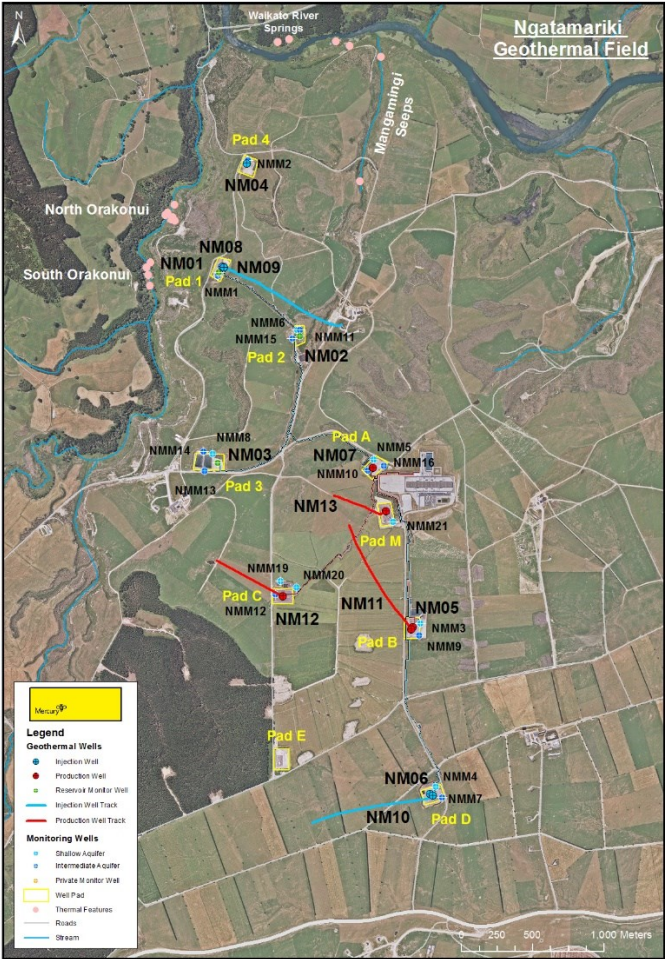 N
Waikato River
Springs
Ngatamariki
Geothermal Field
Mangamingi
Seeps
Pad 4
NMM2
NM04
North Orakonui
South Orakonui
NM08
NM01
NM09
Pad 1
NMM1
NMM6
NMM15
NMM11
Pad 2
NM02
NMM8
NMM14
NM03
NMM13
Pad 3
Pad A
NMM5
NM07
NMM10
NMM16
NM13
Pad M
NMM21
NMM19
NMM20
Pad C
NMM12
NM12
NM11
NM05
NMM3
Pad B
NMM9
Pad E
NM06
NMM4
NMM7
NM10
Pad D
Mercury
Legend
Geothermal Wells
Injection Well
Production Well
Reservoir Monitor Well
Injection Well Track
Production Well Track
Monitoring Wells
Shallow Aquifer
Intermediate Aquifer
Private Monitor Well
Well Pad
Thermal Features
Roads
Stream
0 250 500 1,000 Meters